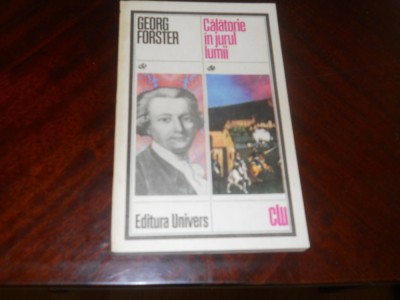 GEORG
FORSTER
Călătorie
în jurul
lumii
Editura Univers
clu